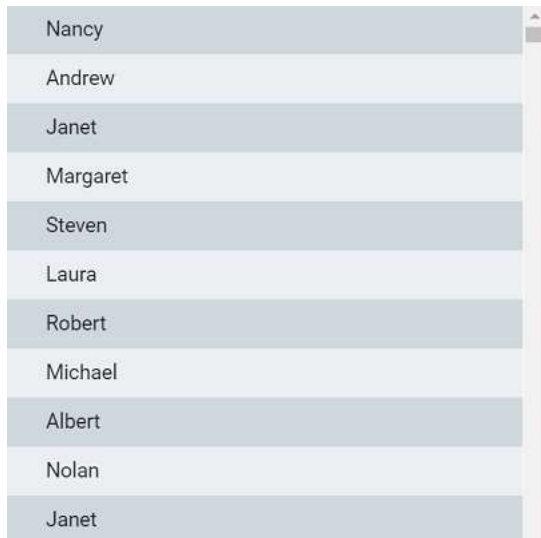 Nancy
Andrew
Janet
Margaret
Steven
Laura
Robert
Michael
Albert
Nolan
Janet